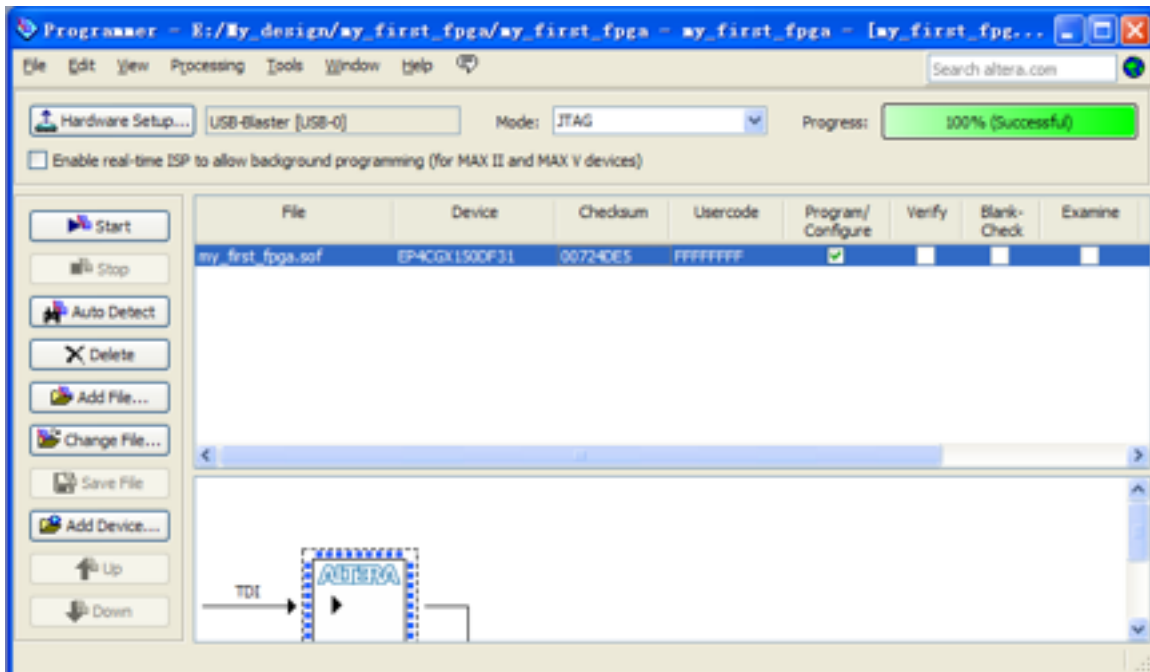 Programmer - E:/My_design/my_first_fpga/my_first_fpga - my_first_fpga - [my_first_fpg...
File Edit View Processing Tools Window Help
Search altera.com
Hardware Setup... USB-Blaster [USB-0] Mode: JTAG Progress: 100% (Successful)
Enable real-time ISP to allow background programming (for MAX II and MAX V devices)
Start
Stop
Auto Detect
Delete
Add File...
Change File...
Save File
Add Device....
Up
Down
File Device Checksum Usercode Program/ Configure Verify Blank- Check Examine
my_first_fpga.sof EP4CGX150DF31 00724DE5 FFFFFFFF
ALTERA
TDI